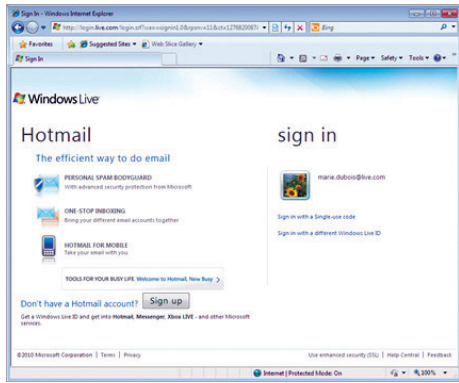 Sign In - Windows Internet Explorer
Bing
Favorites Suggested Sites Web Slice Gallery
Sign In Page Safety Tools
Windows Live
Hotmail
The efficient way to do email
PERSONAL SPAM BODYGUARD
With advanced security protection from Microsoft
ONE-STOP INBOXING
Bring your different email accounts together
HOTMAIL FOR MOBILE
Take your email with you
TOOLS FOR YOUR BUSY LIFE. Welcome to Hotmail, New Busy
Don't have a Hotmail account? Sign up
Get a Windows Live ID and get into Hotmail, Messenger, Xbox LIVE - and other Microsoft
services.
sign in
marie.dubois@live.com
Sign in with a Single-use code
Sign in with a different Windows Live ID
©2010 Microsoft Corporation | Terms | Privacy Use enhanced security (SSL) | Help Central | Feedback
Internet | Protected Mode: On 100%